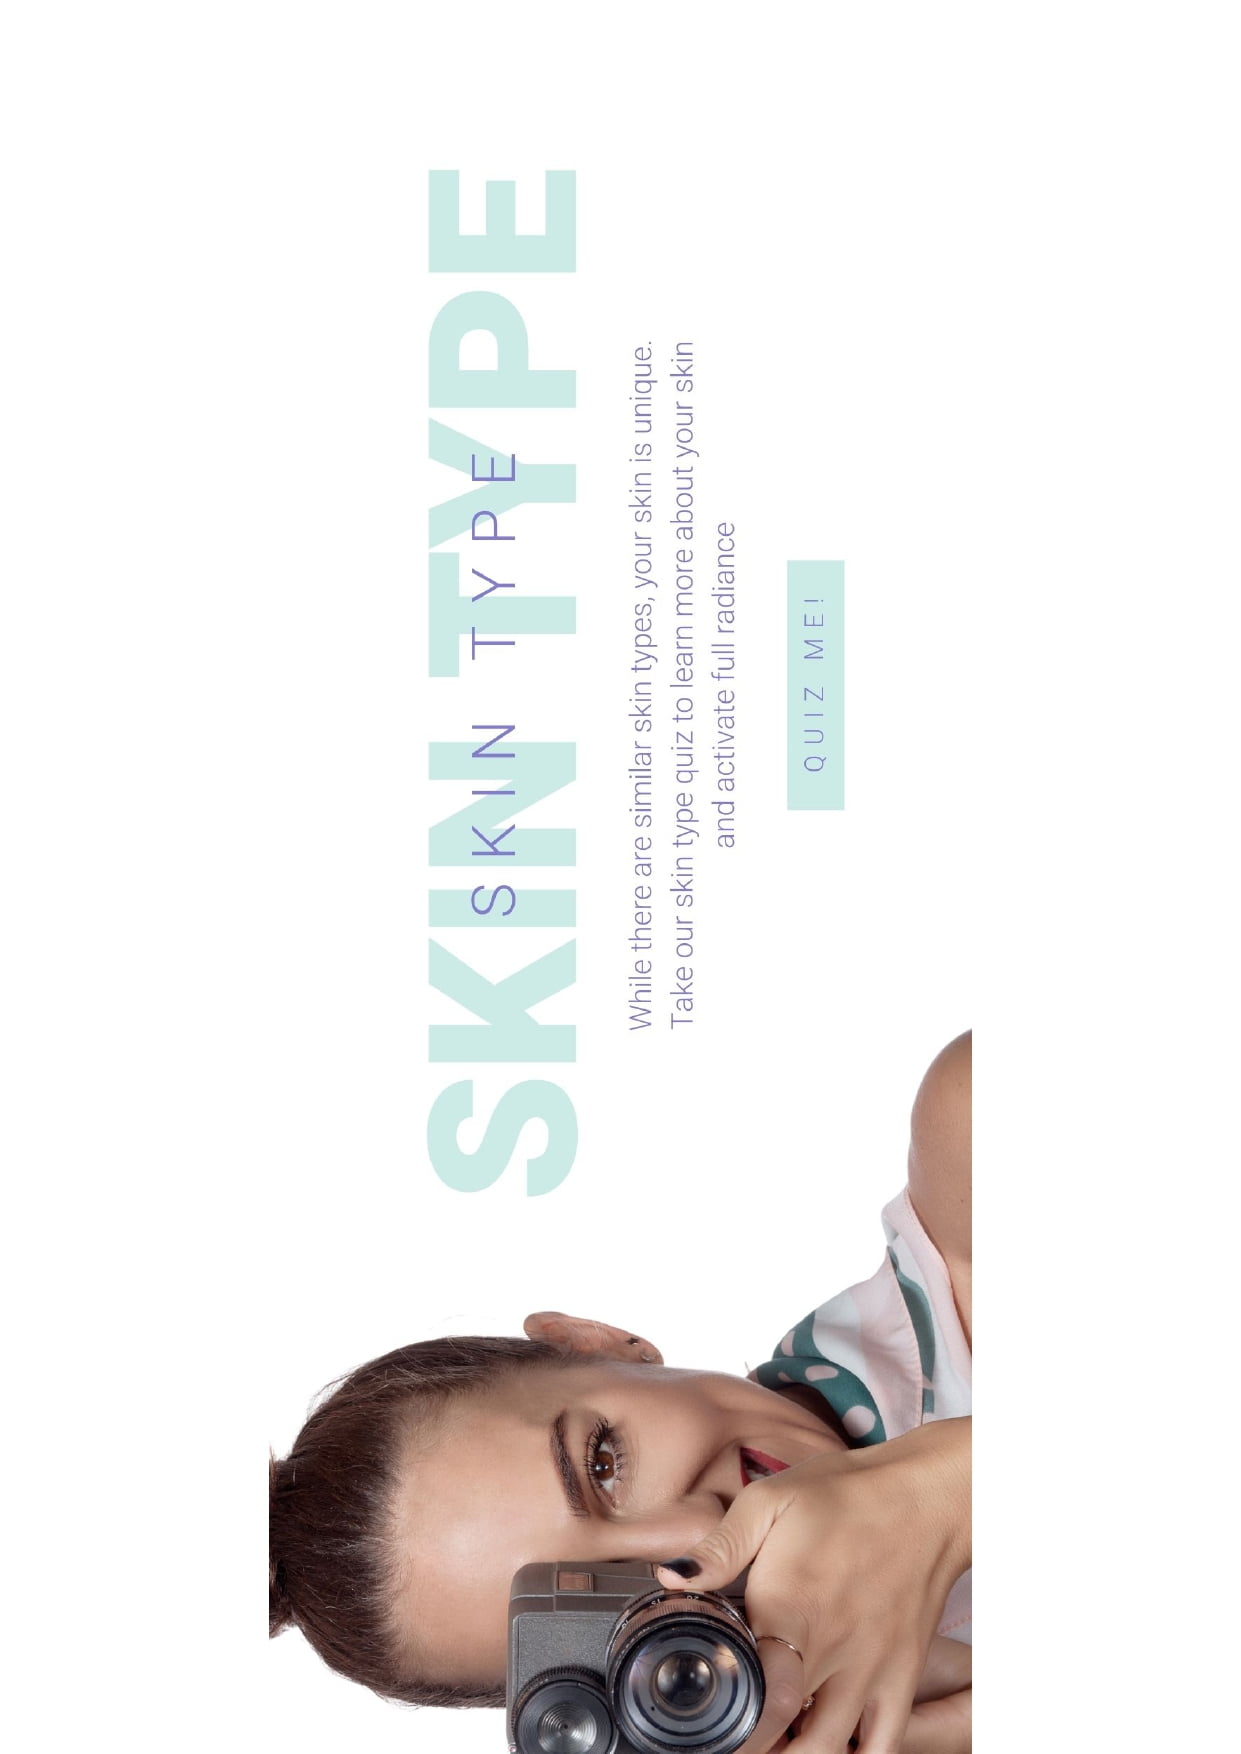 SKIN TYPE
SKIN TYPE
While there are similar skin types, your skin is unique.
Take our skin type quiz to learn more about your skin
and activate full radiance
QUIZ ME!